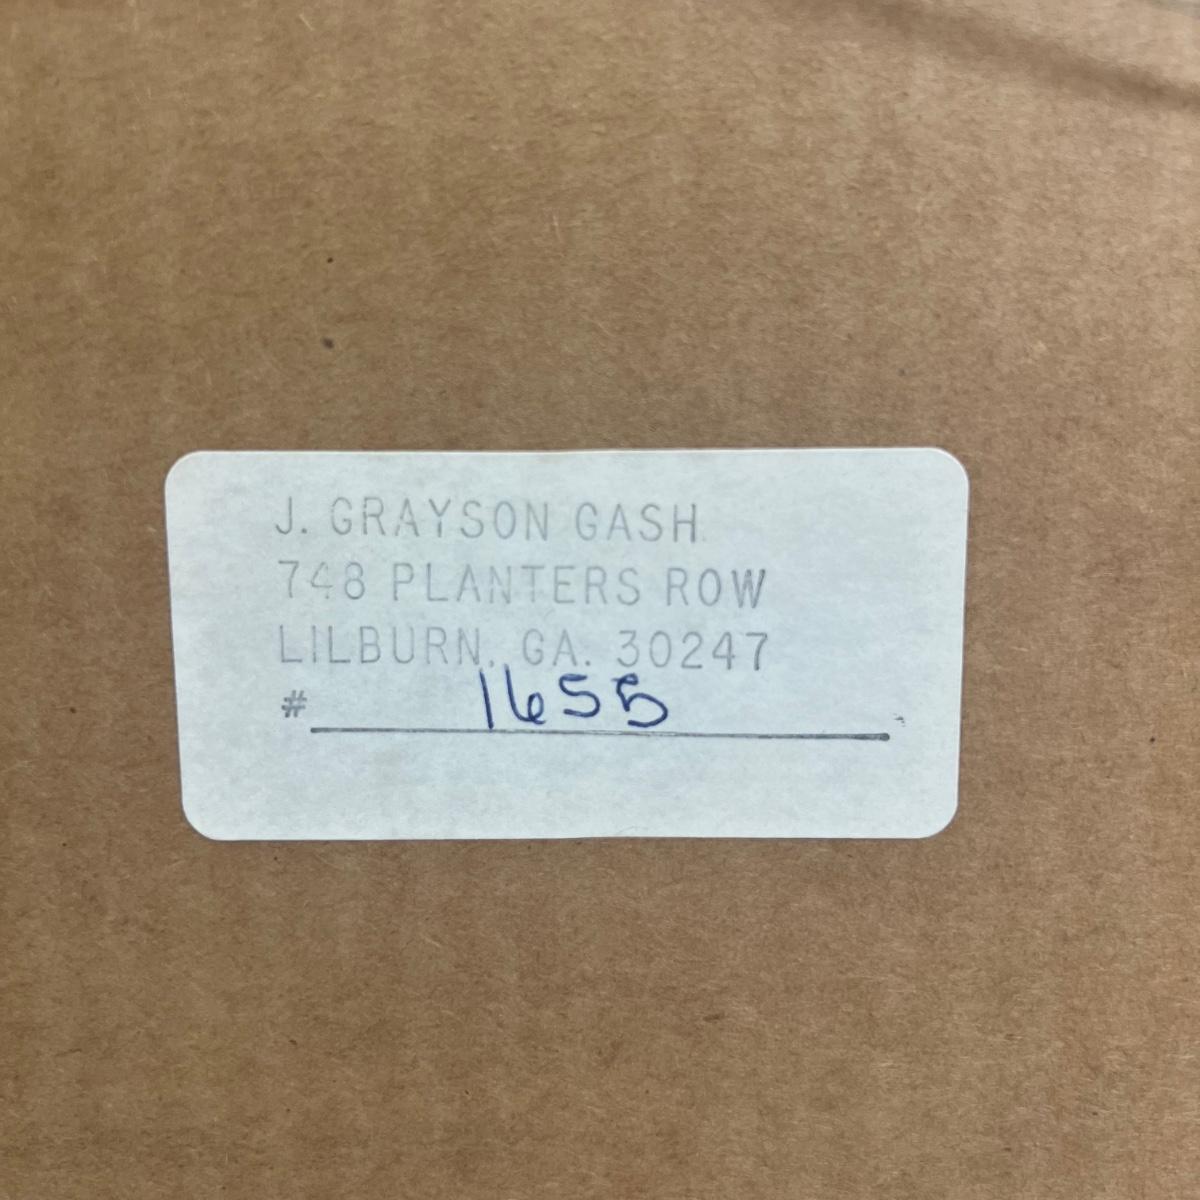 J. GRAYSON GASH
748 PLANTERS ROW
LILBURN, GA. 30247
# 1655